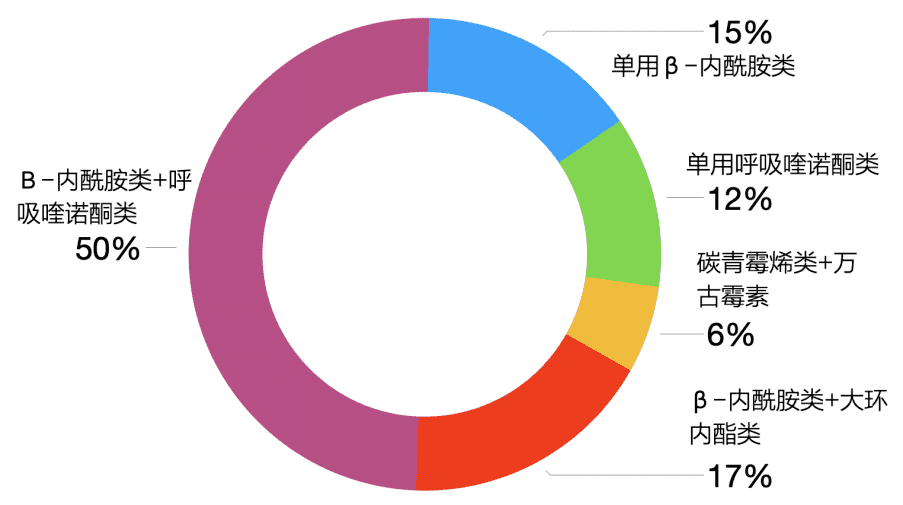 15%
单用β-内酰胺类
单用呼吸喹诺酮类
12%
碳青霉烯类+万
古霉素
6%
β-内酰胺类+大环
内酯类
17%
B-内酰胺类+呼
吸喹诺酮类
50%